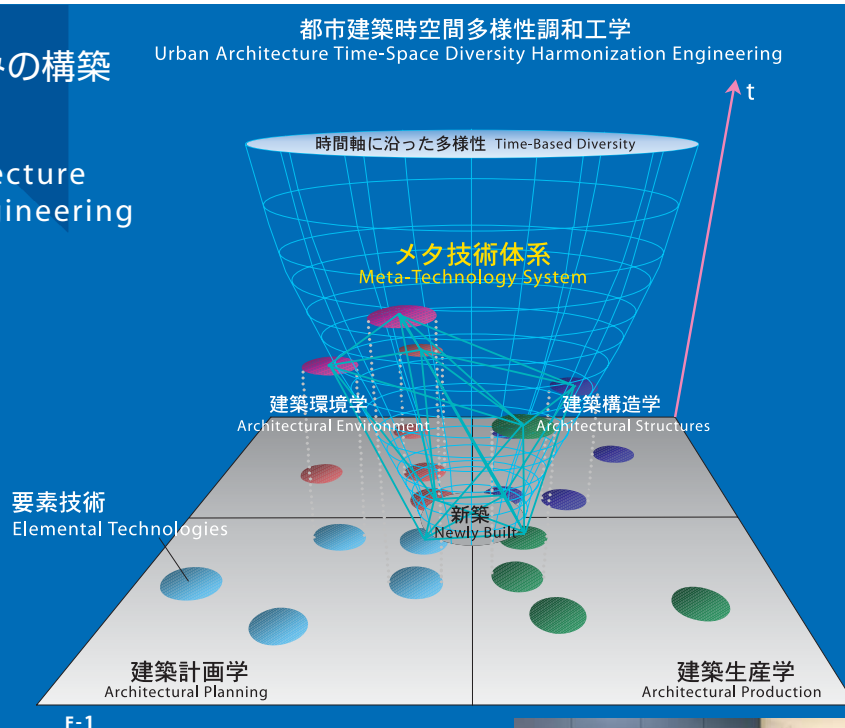 都市建築時空間多様性調和工学
Urban Architecture Time-Space Diversity Harmonization Engineering
の構築
ecture
gineering
t
時間軸に沿った多様性 Time-Based Diversity
メタ技術体系
Meta-Technology System
建築環境学
Architectural Environment
建築構造学
Architectural Structures
要素技術
Elemental Technologies
新築
Newly Built
建築計画学
Architectural Planning
建築生産学
Architectural Production
F-1